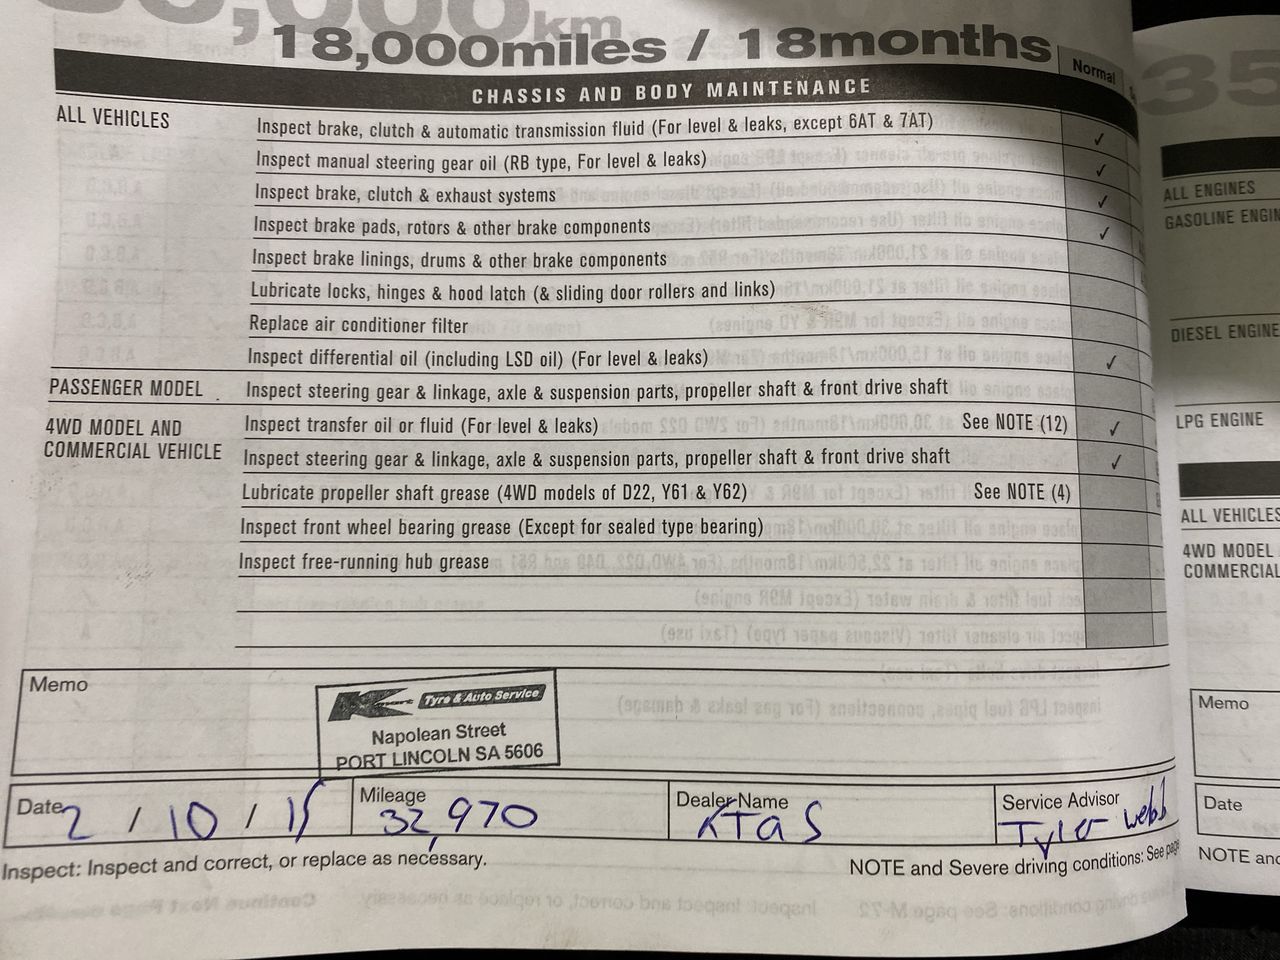 30,000km
18,000miles / 18months
CHASSIS AND BODY MAINTENANCE Normal
ALL VEHICLES Inspect brake, clutch & automatic transmission fluid (For level & leaks, except 6AT & 7AT) ✓
Inspect manual steering gear oil (RB type, For level & leaks) ✓
Inspect brake, clutch & exhaust systems ✓
Inspect brake pads, rotors & other brake components ✓
Inspect brake linings, drums & other brake components
Lubricate locks, hinges & hood latch (& sliding door rollers and links)
Replace air conditioner filter
Inspect differential oil (including LSD oil) (For level & leaks) ✓
PASSENGER MODEL Inspect steering gear & linkage, axle & suspension parts, propeller shaft & front drive shaft
4WD MODEL AND
COMMERCIAL VEHICLE
Inspect transfer oil or fluid (For level & leaks) See NOTE (12) ✓
Inspect steering gear & linkage, axle & suspension parts, propeller shaft & front drive shaft ✓
Lubricate propeller shaft grease (4WD models of D22, Y61 & Y62) See NOTE (4)
Inspect front wheel bearing grease (Except for sealed type bearing)
Inspect free-running hub grease
Memo
Kmart Tyre & Auto Service
Napolean Street
PORT LINCOLN SA 5606
Date 2 / 10 / 15
Mileage 32,970
Dealer Name KTaS
Service Advisor Tyler Webb
Inspect: Inspect and correct, or replace as necessary.
NOTE and Severe driving conditions: See
35
ALL ENGINES
GASOLINE
DIESEL ENGINE
LPG ENGINE
ALL VEHICLES
4WD MODEL
COMMERCIAL
Memo
Date
NOTE